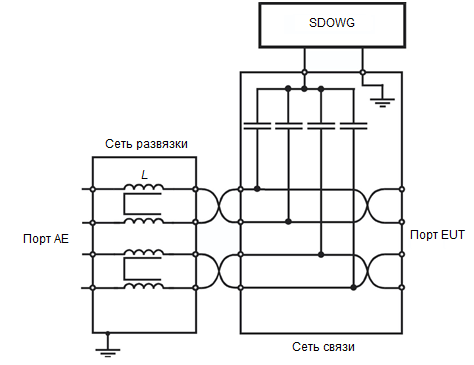 SDOWG
Сеть развязки
L
Порт AE
Порт EUT
Сеть связи